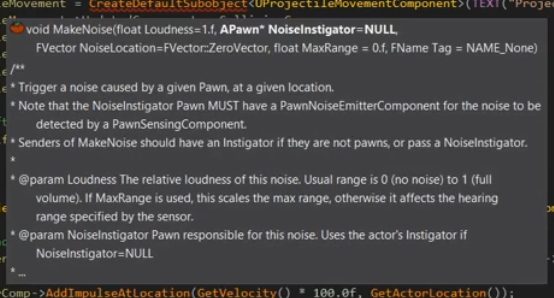 Movement = CreateDefaultSubobject<UProjectileMovementComponent>(TEXT("Proje
void MakeNoise(float Loudness=1.f, APawn* NoiseInstigator=NULL,
FVector NoiseLocation=FVector::ZeroVector, float MaxRange = 0.f, FName Tag = NAME_None)
/**
* Trigger a noise caused by a given Pawn, at a given location.
* Note that the NoiseInstigator Pawn MUST have a PawnNoiseEmitterComponent for the noise to be
detected by a PawnSensingComponent.
* Senders of MakeNoise should have an Instigator if they are not pawns, or pass a NoiseInstigator.
*
* @param Loudness The relative loudness of this noise. Usual range is 0 (no noise) to 1 (full
volume). If MaxRange is used, this scales the max range, otherwise it affects the hearing
range specified by the sensor.
* @param NoiseInstigator Pawn responsible for this noise. Uses the actor's Instigator if
NoiseInstigator=NULL
* ...
Comp->AddImpulseAtLocation(GetVelocity() * 100.0f, GetActorLocation());